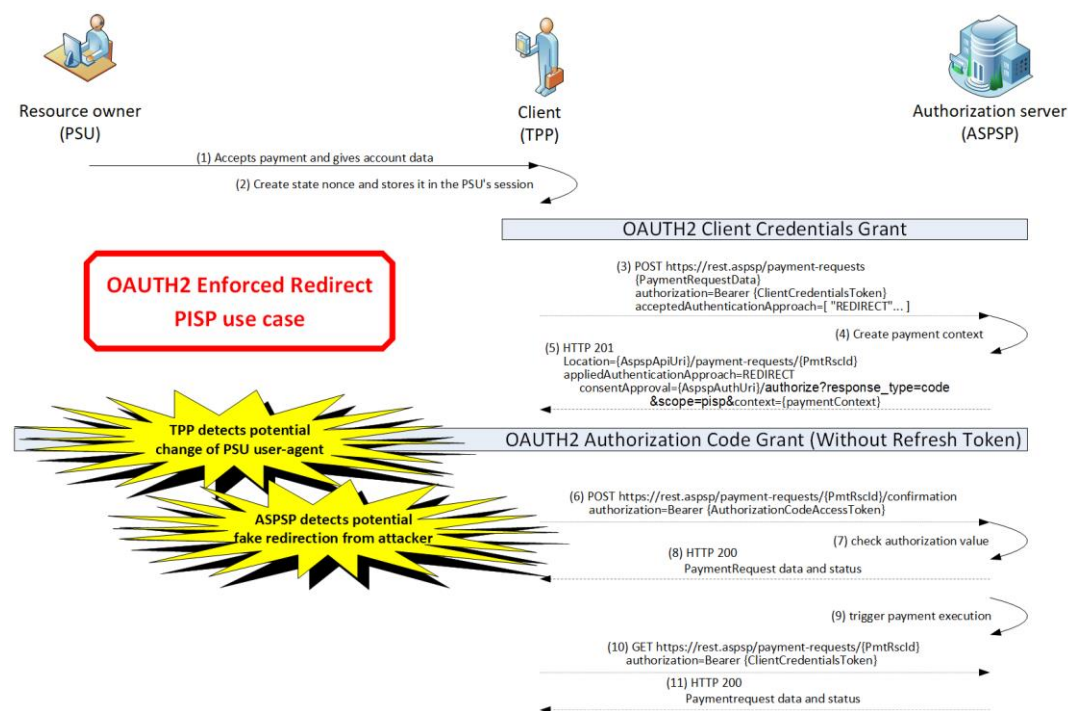 Resource owner
(PSU)
Client
(TPP)
Authorization server
(ASPSP)
(1) Accepts payment and gives account data
(2) Create state nonce and stores it in the PSU's session
OAUTH2 Client Credentials Grant
OAUTH2 Enforced Redirect
PISP use case
(3) POST https://rest.aspsp/payment-requests
{PaymentRequestData}
authorization=Bearer {ClientCredentialsToken}
acceptedAuthenticationApproach=[ "REDIRECT"... ]
(4) Create payment context
(5) HTTP 201
Location={AspspApiUri}/payment-requests/{PmtRscId}
appliedAuthenticationApproach=REDIRECT
consentApproval={AspspAuthUri}/authorize?response_type=code
&scope=pisp&context={paymentContext}
TPP detects potential
change of PSU user-agent
OAUTH2 Authorization Code Grant (Without Refresh Token)
ASPSP detects potential
fake redirection from attacker
(6) POST https://rest.aspsp/payment-requests/{PmtRscId}/confirmation
authorization=Bearer {AuthorizationCodeAccessToken}
(7) check authorization value
(8) HTTP 200
PaymentRequest data and status
(9) trigger payment execution
(10) GET https://rest.aspsp/payment-requests/{PmtRscId}
authorization=Bearer {ClientCredentialsToken}
(11) HTTP 200
Paymentrequest data and status